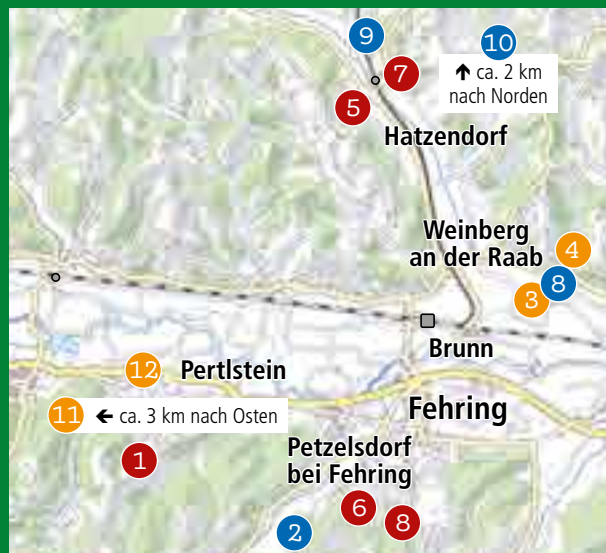 9
10
7
↑ ca. 2 km
nach Norden
5
Hatzendorf
Weinberg
an der Raab
4
8
3
Brunn
12
Pertlstein
11
← ca. 3 km nach Osten
Fehring
Petzelsdorf
bei Fehring
1
6
8
2